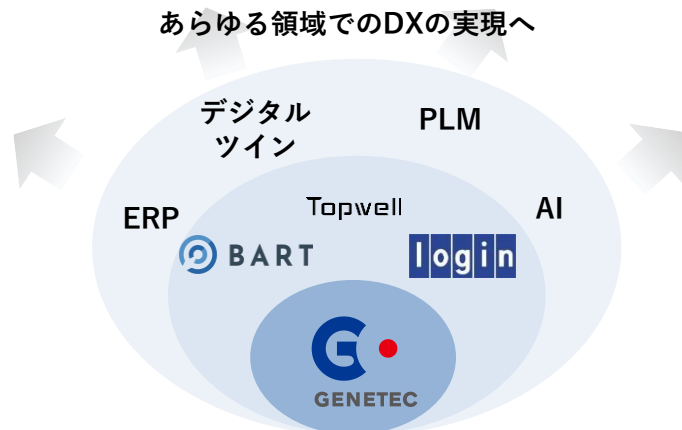 あらゆる領域でのDXの実現へ
デジタル
ツイン
PLM
ERP
Topwell
AI
BART
login
GENETEC